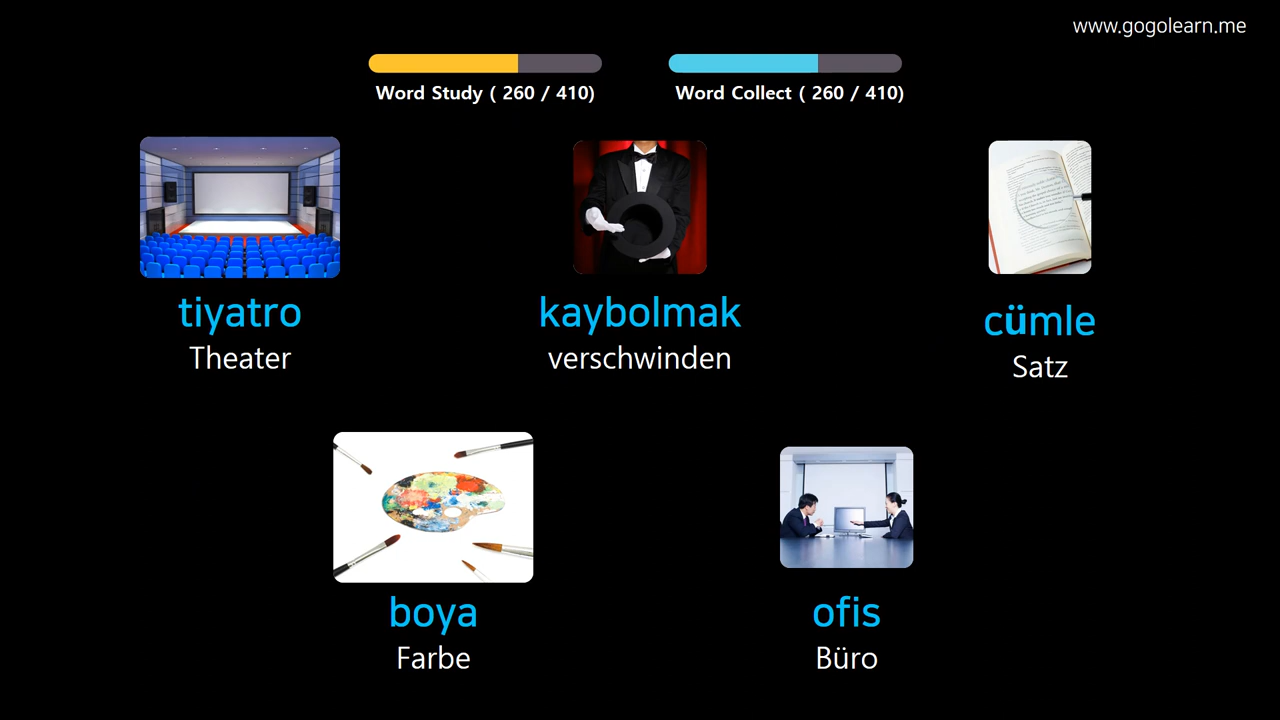 www.gogolearn.me
Word Study ( 260 / 410)
Word Collect ( 260 / 410)
tiyatro
Theater
kaybolmak
verschwinden
cümle
Satz
boya
Farbe
ofis
Büro